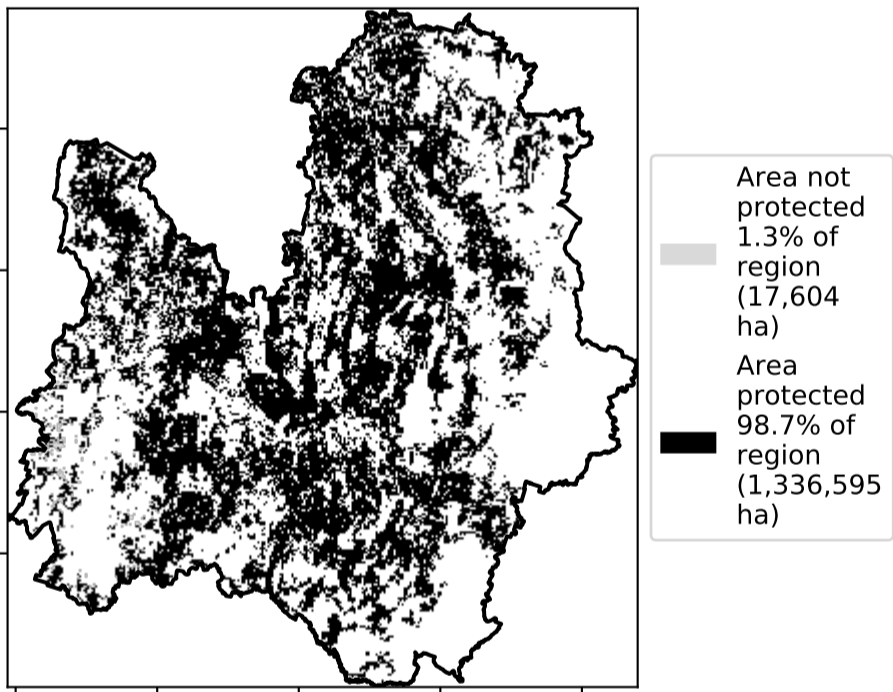 Area not
protected
1.3% of
region
(17,604
ha)
Area
protected
98.7% of
region
(1,336,595
ha)